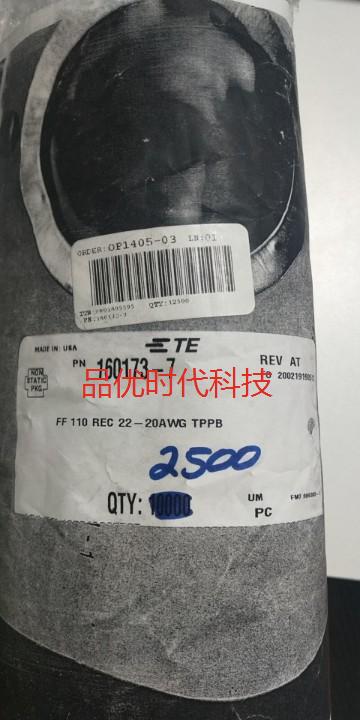 ORDER:OP1405-03 LN:01
QTY:12500
MADE IN: USA
TE
PN 160173-7
REV AT
NON
STATIC
PKG.
品优时代科技
FF 110 REC 22-20AWG TPPB
2500
QTY: 10000
UM
PC